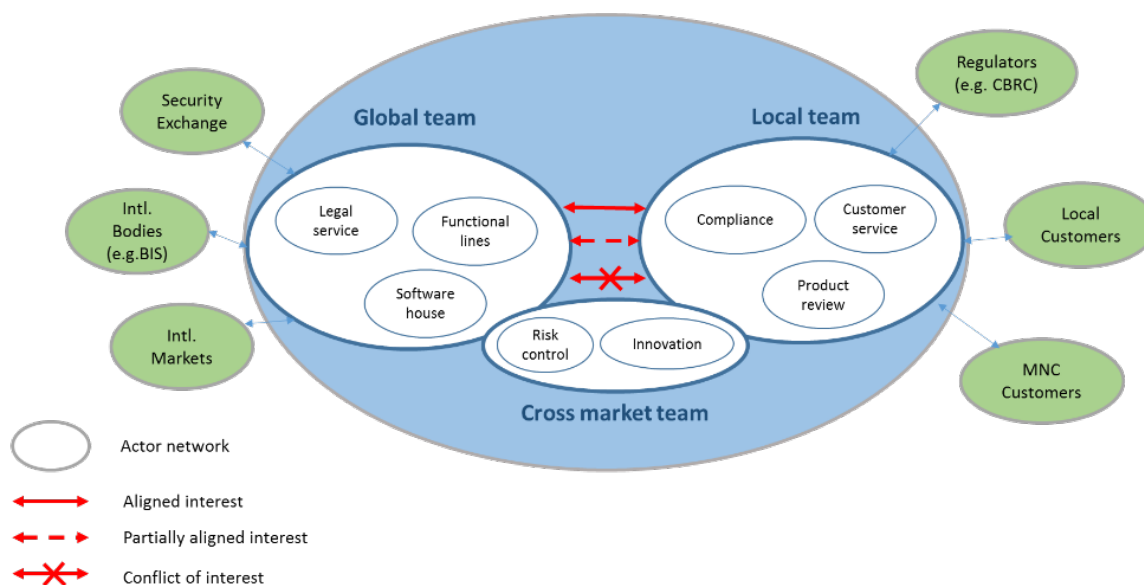 Security
Exchange
Intl.
Bodies
(e.g.BIS)
Intl.
Markets
Global team
Legal
service
Functional
lines
Software
house
Local team
Compliance
Customer
service
Product
review
Risk
control
Innovation
Cross market team
Regulators
(e.g. CBRC)
Local
Customers
MNC
Customers
Actor network
Aligned interest
Partially aligned interest
Conflict of interest